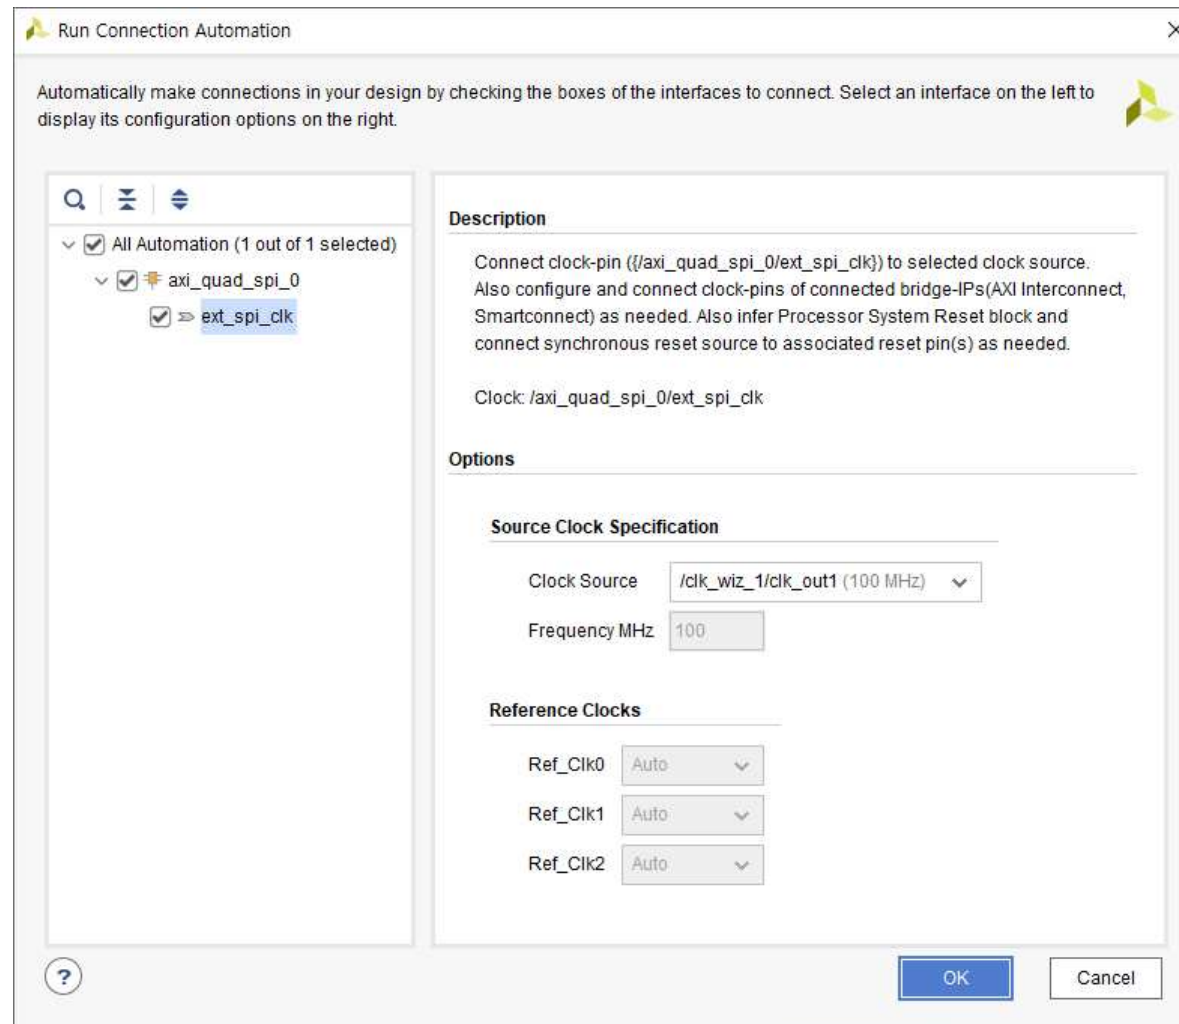 Run Connection Automation
Automatically make connections in your design by checking the boxes of the interfaces to connect. Select an interface on the left to
display its configuration options on the right.
All Automation (1 out of 1 selected)
axi_quad_spi_0
ext_spi_clk
Description
Connect clock-pin ({/axi_quad_spi_0/ext_spi_clk}) to selected clock source.
Also configure and connect clock-pins of connected bridge-IPs(AXI Interconnect,
Smartconnect) as needed. Also infer Processor System Reset block and
connect synchronous reset source to associated reset pin(s) as needed.
Clock: /axi_quad_spi_0/ext_spi_clk
Options
Source Clock Specification
Clock Source /clk_wiz_1/clk_out1 (100 MHz)
Frequency MHz 100
Reference Clocks
Ref_Clk0 Auto
Ref_Clk1 Auto
Ref_Clk2 Auto
?
OK Cancel